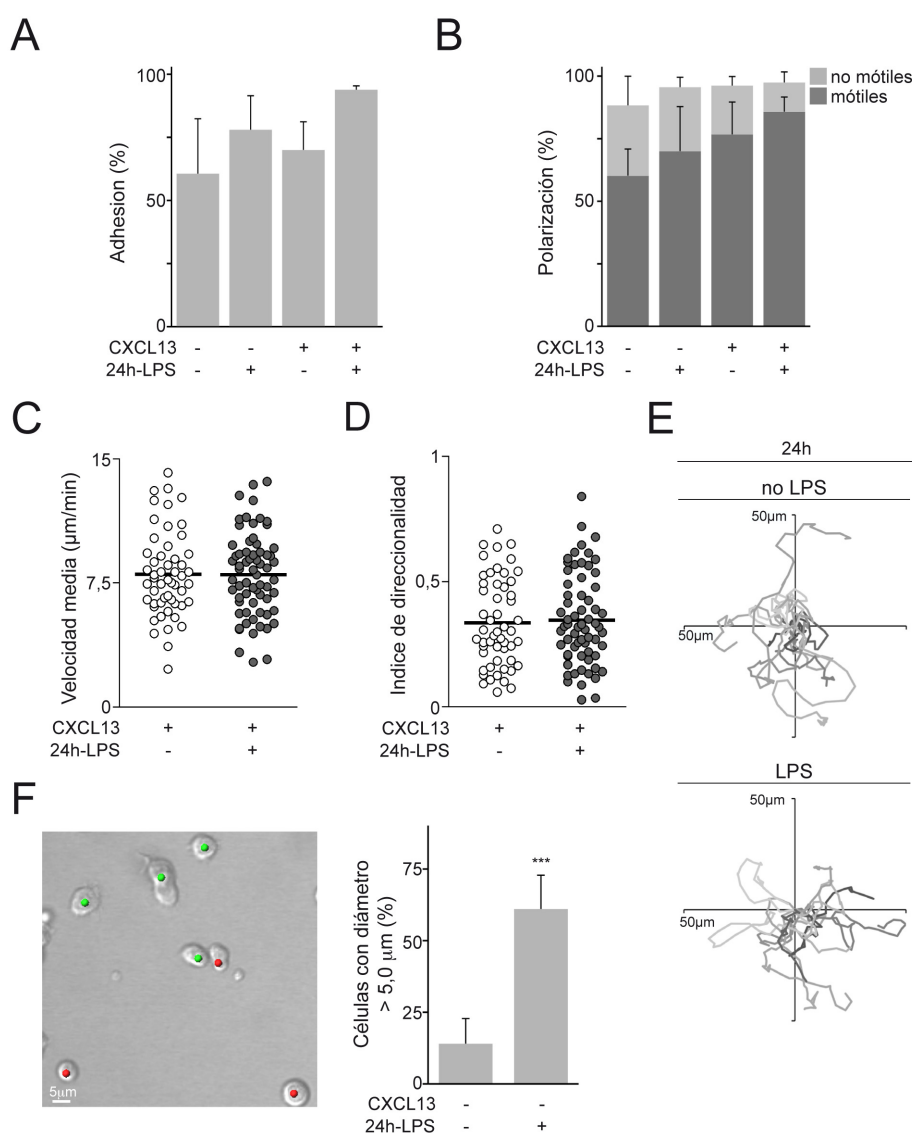 A
Adhesion (%)
100
50
0
CXCL13 - - + +
24h-LPS - + - +
B
Polarización (%)
100
50
0
no mótiles
mótiles
CXCL13 - - + +
24h-LPS - + - +
C
Velocidad media (µm/min)
15
7.5
0
CXCL13 + +
24h-LPS - +
D
Indice de direccionalidad
1
0,5
0
CXCL13 + +
24h-LPS - +
E
24h
no LPS
50µm
50µm
LPS
50µm
50µm
F
5µm
Células con diámetro
> 5,0 µm (%)
75
50
25
0
***
CXCL13 - -
24h-LPS - +